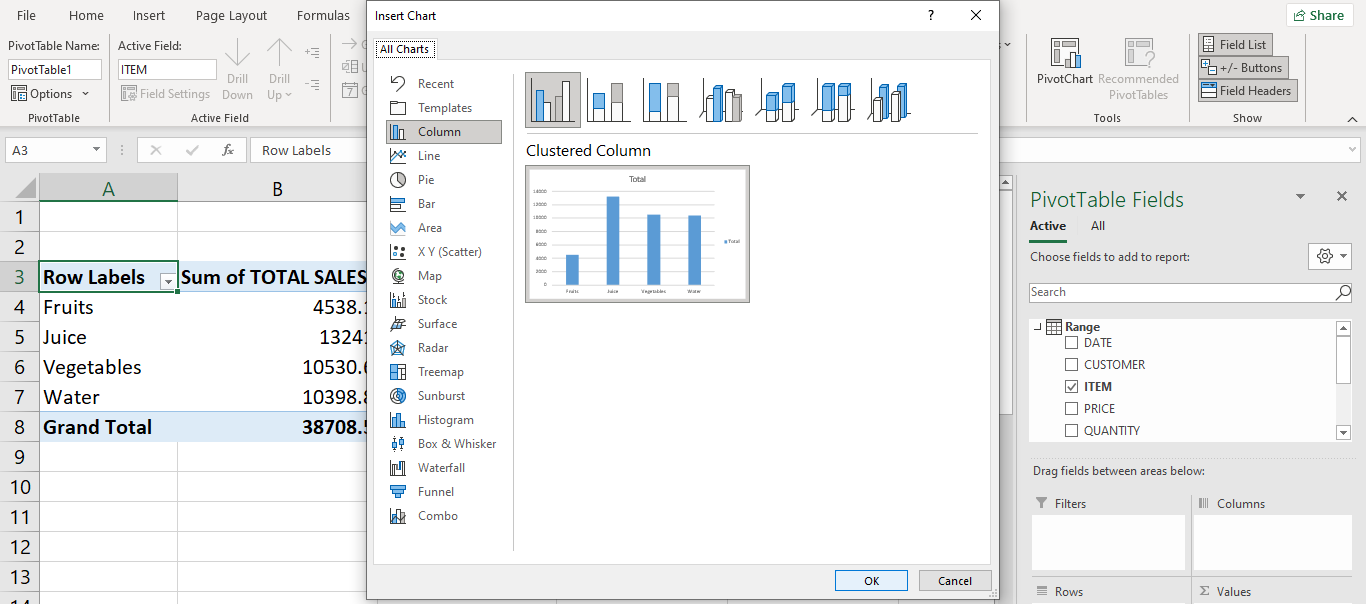 File Home Insert Page Layout Formulas
Share
PivotTable Name:
PivotTable1
Options
PivotTable
Active Field:
ITEM
Field Settings
Drill Down
Drill Up
Active Field
PivotChart
Recommended PivotTables
Tools
Field List
+/- Buttons
Field Headers
Show
A3
fx
Row Labels
A B
1
2
3 Row Labels Sum of TOTAL SALES
4 Fruits 4538.
5 Juice 13241
6 Vegetables 10530.6
7 Water 10398.8
8 Grand Total 38708.5
9
10
11
12
13
14
Insert Chart
?
All Charts
Recent
Templates
Column
Line
Pie
Bar
Area
X Y (Scatter)
Map
Stock
Surface
Radar
Treemap
Sunburst
Histogram
Box & Whisker
Waterfall
Funnel
Combo
Clustered Column
Total
14000
12000
10000
8000
6000
4000
2000
0
Fruits Juice Vegetables Water
Total
OK Cancel
PivotTable Fields
Active All
Choose fields to add to report:
Search
Range
DATE
CUSTOMER
ITEM
PRICE
QUANTITY
Drag fields between areas below:
Filters Columns
Rows Σ Values